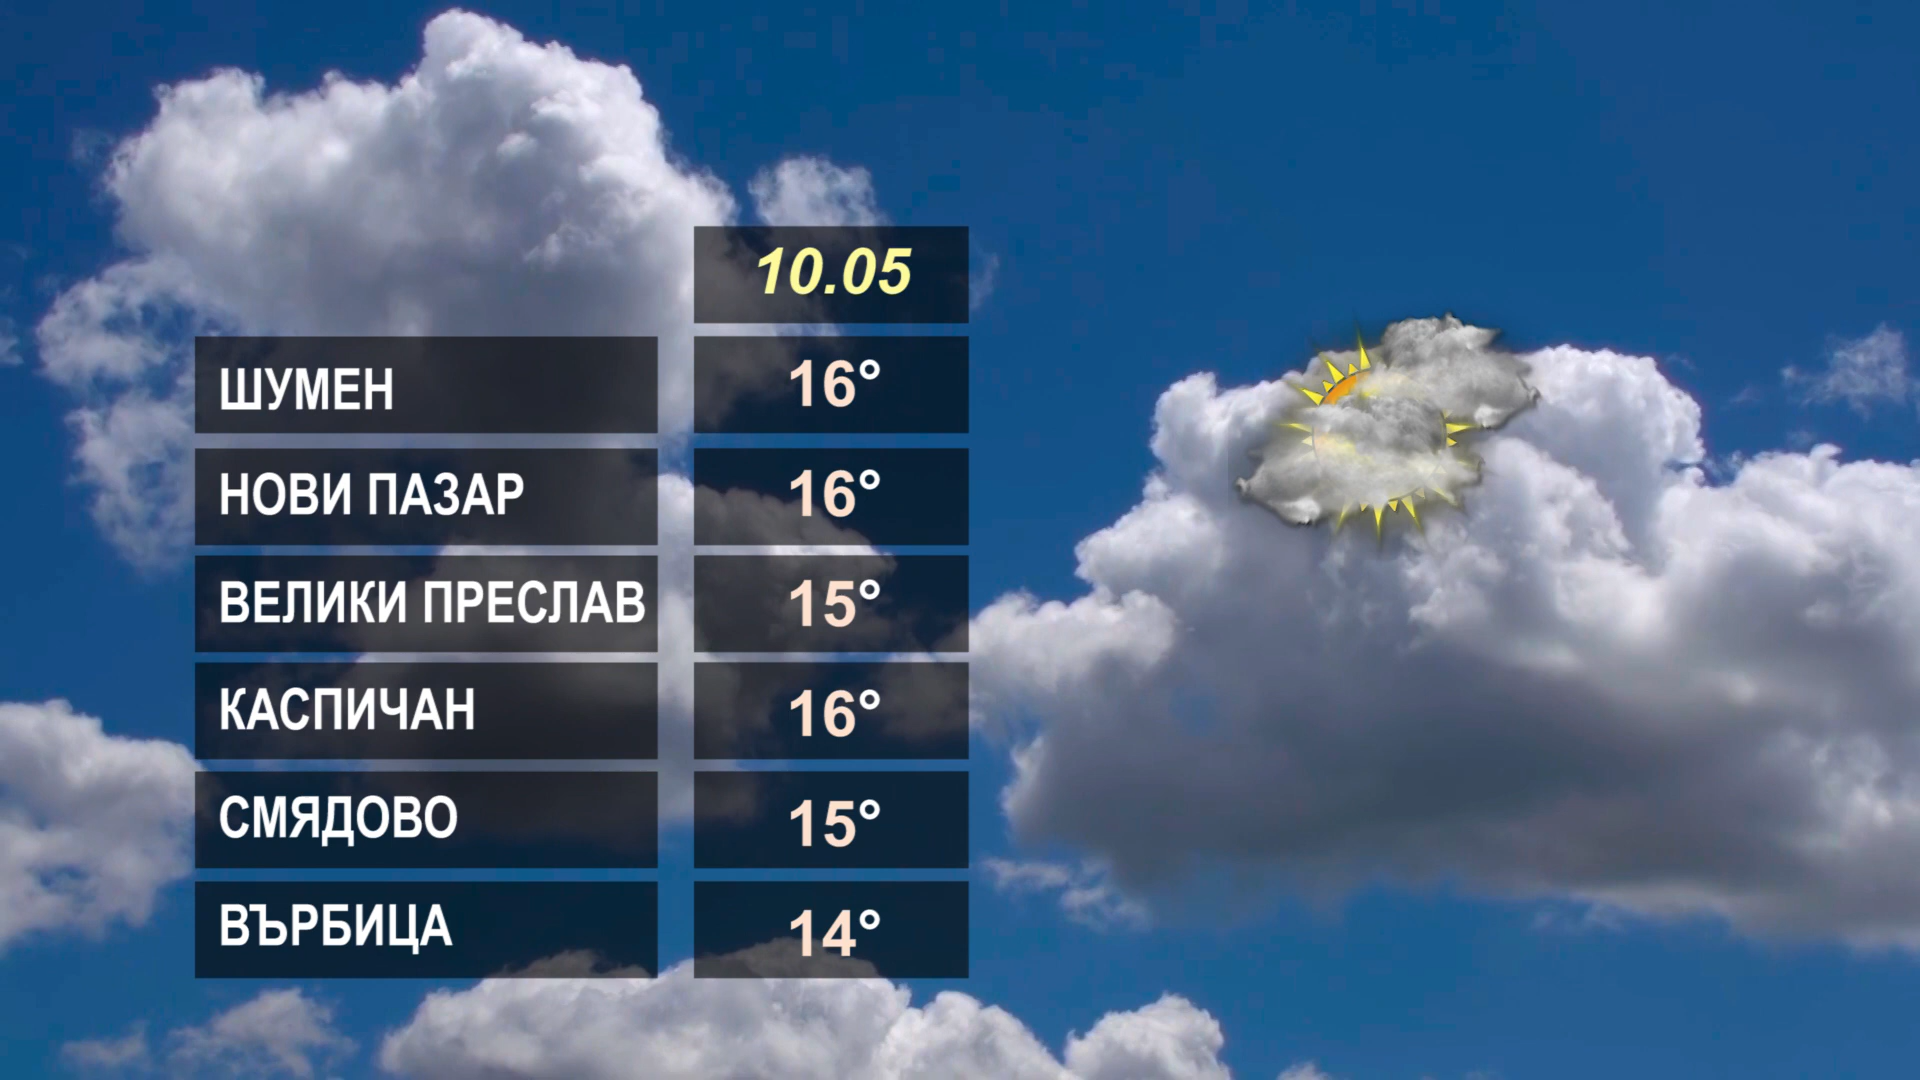 10.05
ШУМЕН 16°
НОВИ ПАЗАР 16°
ВЕЛИКИ ПРЕСЛАВ 15°
КАСПИЧАН 16°
СМЯДОВО 15°
ВЪРБИЦА 14°